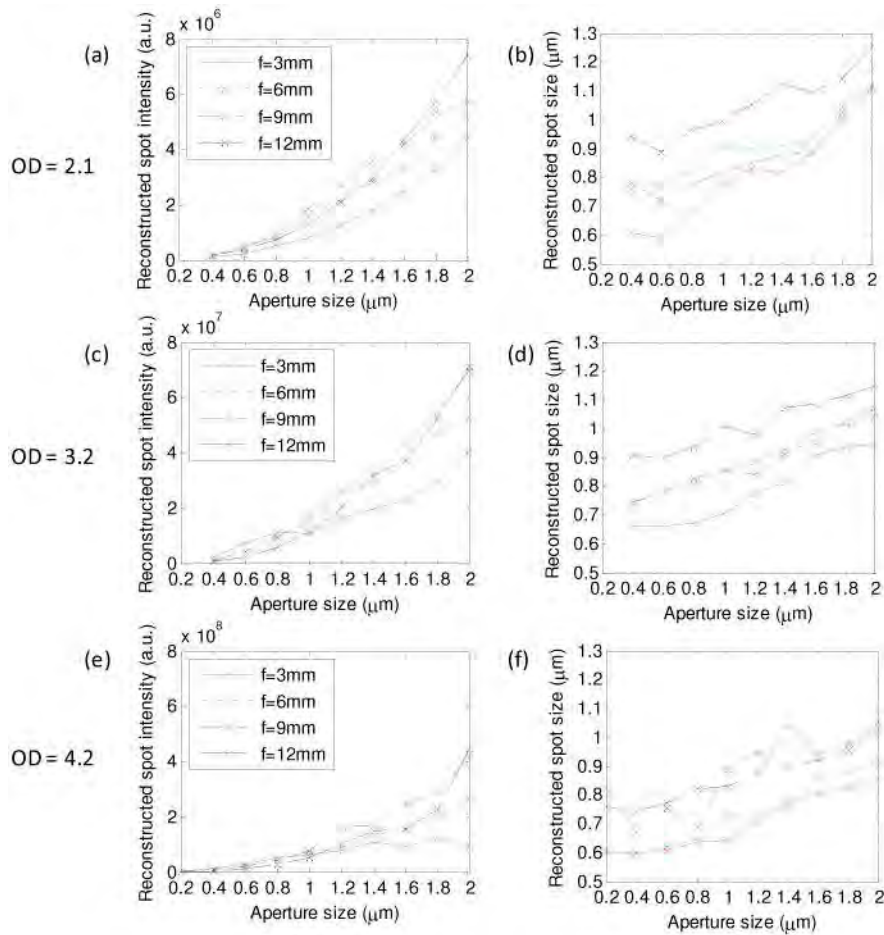 (a)
Reconstructed spot intensity (a.u.)
x 10^6
8
6
4
2
0
f=3mm
f=6mm
f=9mm
f=12mm
0.2 0.4 0.6 0.8 1 1.2 1.4 1.6 1.8 2
Aperture size (μm)
(b)
Reconstructed spot size (μm)
1.3
1.2
1.1
1
0.9
0.8
0.7
0.6
0.5
0.2 0.4 0.6 0.8 1 1.2 1.4 1.6 1.8 2
Aperture size (μm)
OD = 2.1
(c)
Reconstructed spot intensity (a.u.)
x 10^7
8
6
4
2
0
f=3mm
f=6mm
f=9mm
f=12mm
0.2 0.4 0.6 0.8 1 1.2 1.4 1.6 1.8 2
Aperture size (μm)
(d)
Reconstructed spot size (μm)
1.3
1.2
1.1
1
0.9
0.8
0.7
0.6
0.5
0.2 0.4 0.6 0.8 1 1.2 1.4 1.6 1.8 2
Aperture size (μm)
OD = 3.2
(e)
Reconstructed spot intensity (a.u.)
x 10^8
8
6
4
2
0
f=3mm
f=6mm
f=9mm
f=12mm
0.2 0.4 0.6 0.8 1 1.2 1.4 1.6 1.8 2
Aperture size (μm)
(f)
Reconstructed spot size (μm)
1.3
1.2
1.1
1
0.9
0.8
0.7
0.6
0.5
0.2 0.4 0.6 0.8 1 1.2 1.4 1.6 1.8 2
Aperture size (μm)
OD = 4.2